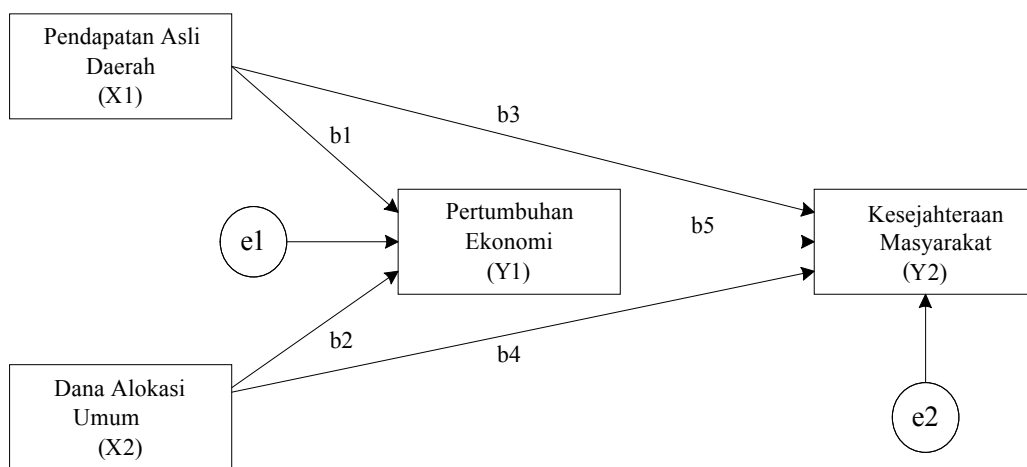 Pendapatan Asli
Daerah
(X1)
b3
b1
Pertumbuhan
Ekonomi
(Y1)
b5
Kesejahteraan
Masyarakat
(Y2)
e1
b2
b4
Dana Alokasi
Umum
(X2)
e2